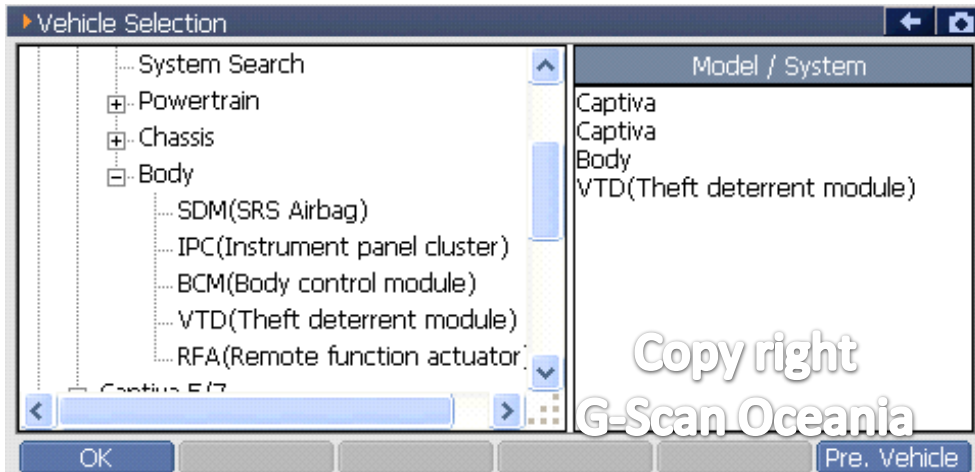 Vehicle Selection
System Search
Powertrain
Chassis
Body
SDM(SRS Airbag)
IPC(Instrument panel cluster)
BCM(Body control module)
VTD(Theft deterrent module)
RFA(Remote function actuator)
Model / System
Captiva
Captiva
Body
VTD(Theft deterrent module)
Copy right
G-Scan Oceania
OK
Pre. Vehicle